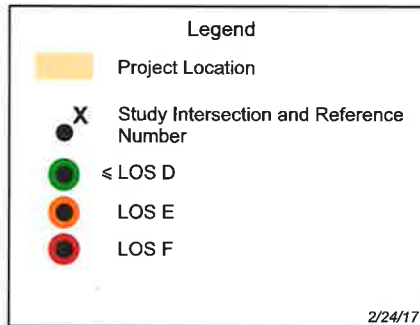 Legend
Project Location
X
Study Intersection and Reference
Number
≤ LOS D
LOS E
LOS F
2/24/17